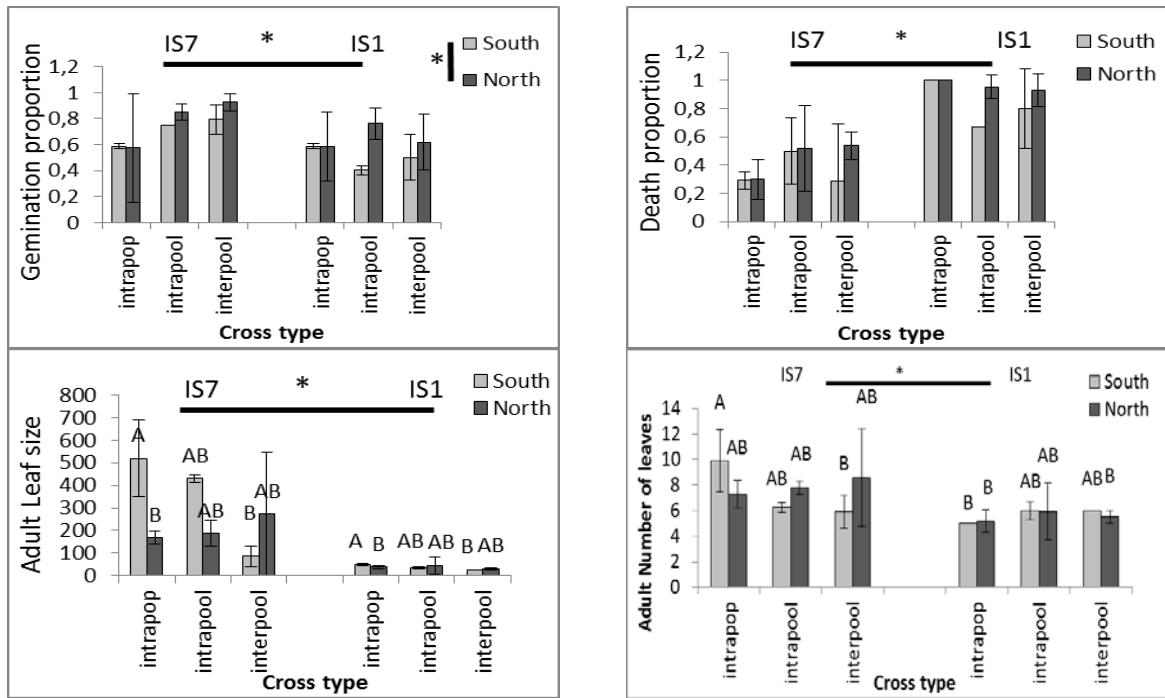 IS7 * IS1
* South
North
Gemination proportion
1,2
1
0,8
0,6
0,4
0,2
0
intrapop intrapool interpool intrapop intrapool interpool
Cross type
IS7 * IS1
South
North
Death proportion
1,2
1
0,8
0,6
0,4
0,2
0
intrapop intrapool interpool intrapop intrapool interpool
Cross type
IS7 * IS1
South
North
Adult Leaf size
800
700
600
500
400
300
200
100
0
A B AB AB B AB A B AB AB B AB
intrapop intrapool interpool intrapop intrapool interpool
Cross type
IS7 * IS1
South
North
Adult Number of leaves
14
12
10
8
6
4
2
0
A AB AB AB B AB B B AB AB AB B
intrapop intrapool interpool intrapop intrapool interpool
Cross type